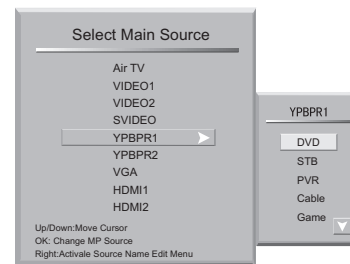 Select Main Source
Air TV
VIDEO1
VIDEO2
SVIDEO
YPBPR1
YPBPR2
VGA
HDMI1
HDMI2
Up/Down:Move Cursor
OK: Change MP Source
Right:Activale Source Name Edit Menu
YPBPR1
DVD
STB
PVR
Cable
Game